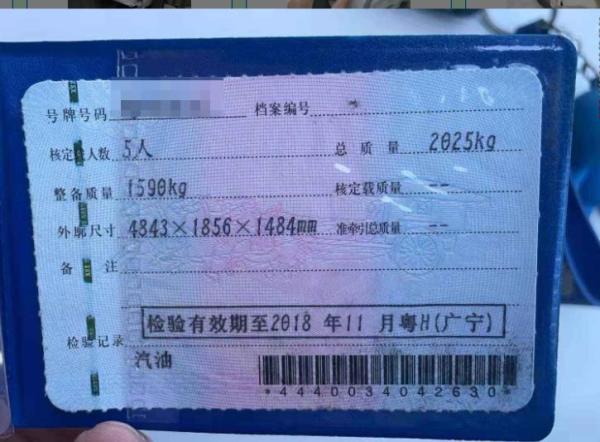 号牌号码 档案编号
核定 人数 5人 总质量 2025kg
整备质量 1590kg 核定载质量 --
外廓尺寸 4843×1856×1484mm 准牵引总质量 --
备注
检验有效期至2018 年11 月粤H(广宁)
检验记录
汽油
*4440034042630*